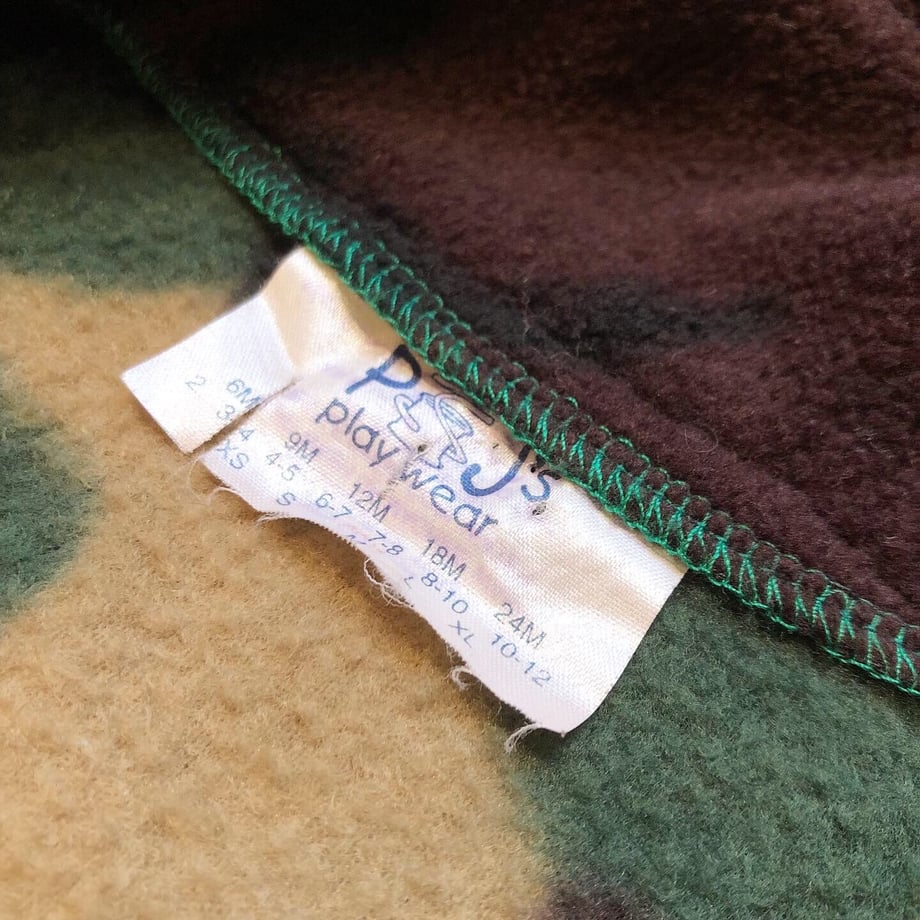 P J's
play wear
6M 9M 12M 18M 24M
2 3 4 4-5 6-7 7-8 8-10 10-12
XS S L XL